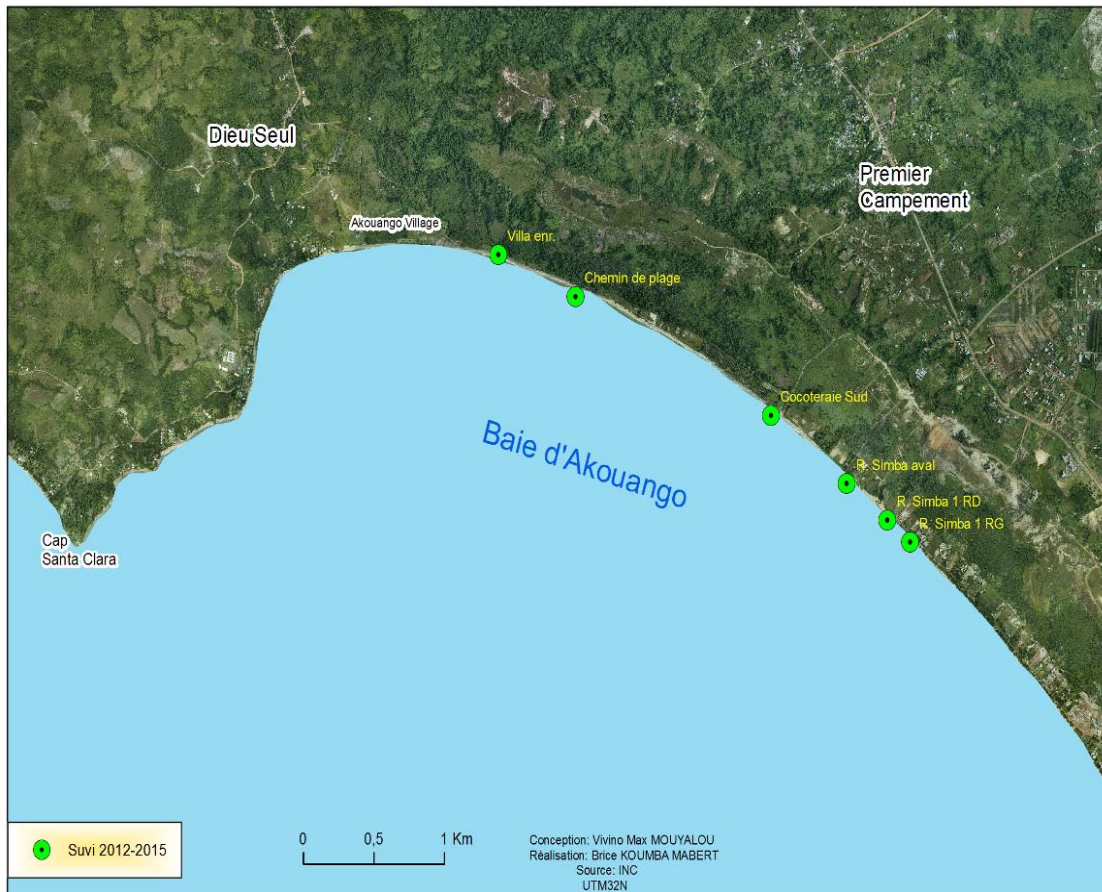 Dieu Seul
Premier
Campement
Akouango Village
Villa enr.
Chemin de plage
Cocoteraie Sud
Baie d'Akouango
R. Simba aval
R. Simba 1 RD
R. Simba 1 RG
Cap
Santa Clara
Suvi 2012-2015
0 0,5 1 Km
Conception: Vivino Max MOUYALOU
Réalisation: Brice KOUMBA MABERT
Source: INC
UTM32N